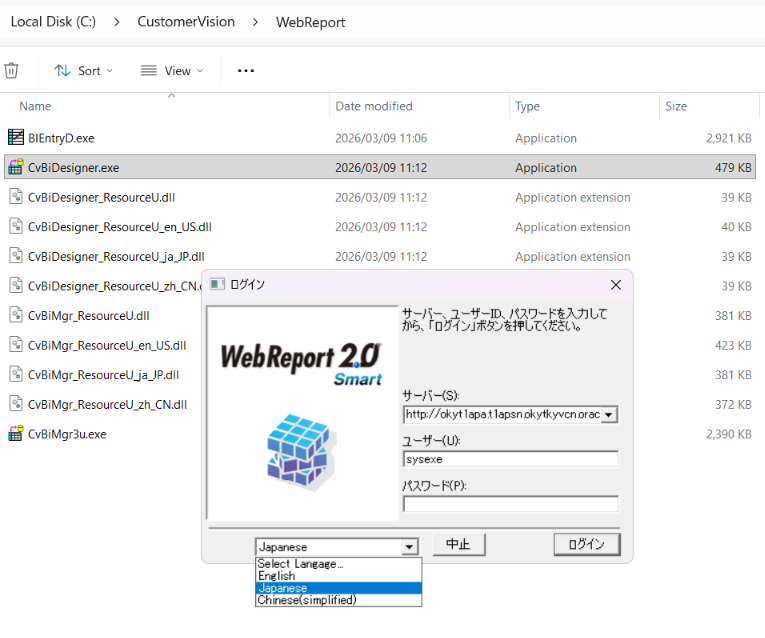 Local Disk (C:) > CustomerVision > WebReport
Sort View ...
Name Date modified Type Size
BIEntryD.exe 2026/03/09 11:06 Application 2,921 KB
CvBiDesigner.exe 2026/03/09 11:12 Application 479 KB
CvBiDesigner_ResourceU.dll 2026/03/09 11:12 Application extension 39 KB
CvBiDesigner_ResourceU_en_US.dll 2026/03/09 11:12 Application extension 40 KB
CvBiDesigner_ResourceU_ja_JP.dll 2026/03/09 11:12 Application extension 39 KB
CvBiDesigner_ResourceU_zh_CN. 39 KB
CvBiMgr_ResourceU.dll 381 KB
CvBiMgr_ResourceU_en_US.dll 423 KB
CvBiMgr_ResourceU_ja_JP.dll 381 KB
CvBiMgr_ResourceU_zh_CN.dll 372 KB
CvBiMgr3u.exe 2,390 KB
ログイン
サーバー、ユーザーID、パスワードを入力して
から、「ログイン」ボタンを押してください。
WebReport 2.0
Smart
サーバー(S):
http://okyt1apa.t1apsn.okytkyvcn.orac
ユーザー(U):
sysexe
パスワード(P):
Japanese 中止 ログイン
Select Langage...
English
Japanese
Chinese(simplified)